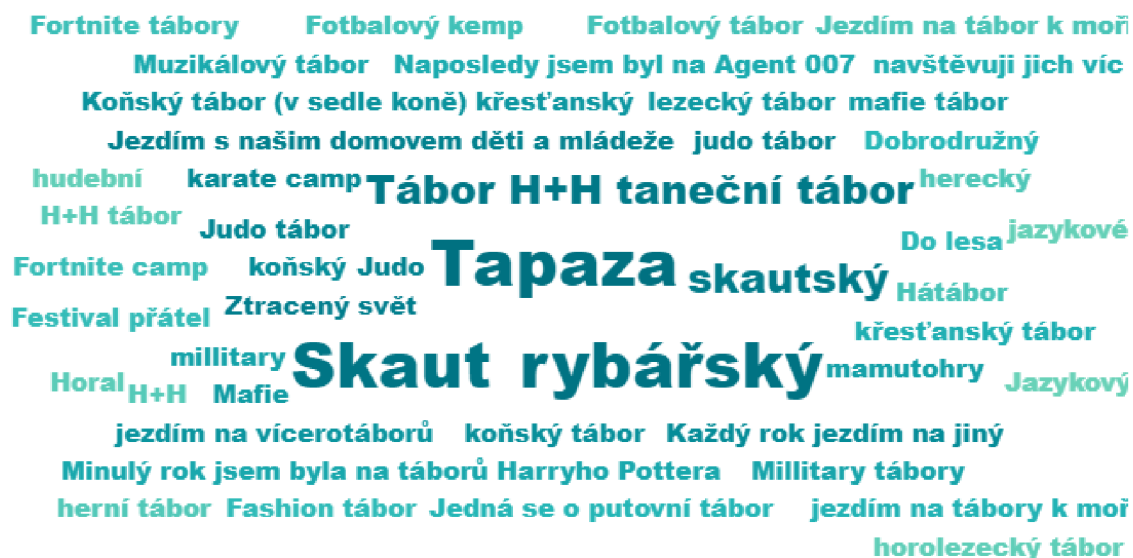 Fortnite tábory Fotbalový kemp Fotbalový tábor Jezdím na tábor k moři
Muzikálový tábor Naposledy jsem byl na Agent 007 navštěvuji jich víc
Koňský tábor (v sedle koně) křesťanský lezecký tábor mafie tábor
Jezdím s našim domovem děti a mládeže judo tábor Dobrodružný
hudební karate camp Tábor H+H taneční tábor herecký
H+H tábor Judo tábor Do lesa jazykové
Fortnite camp koňský Judo Tapaza skautský Hátábor
Festival přátel Ztracený svět křesťanský tábor
millitary Skaut rybářský mamutohry
Horal H+H Mafie Jazykový
jezdím na vícerotáborů koňský tábor Každý rok jezdím na jiný
Minulý rok jsem byla na táborů Harryho Pottera Millitary tábory
herní tábor Fashion tábor Jedná se o putovní tábor jezdím na tábory k moř
horolezecký tábor